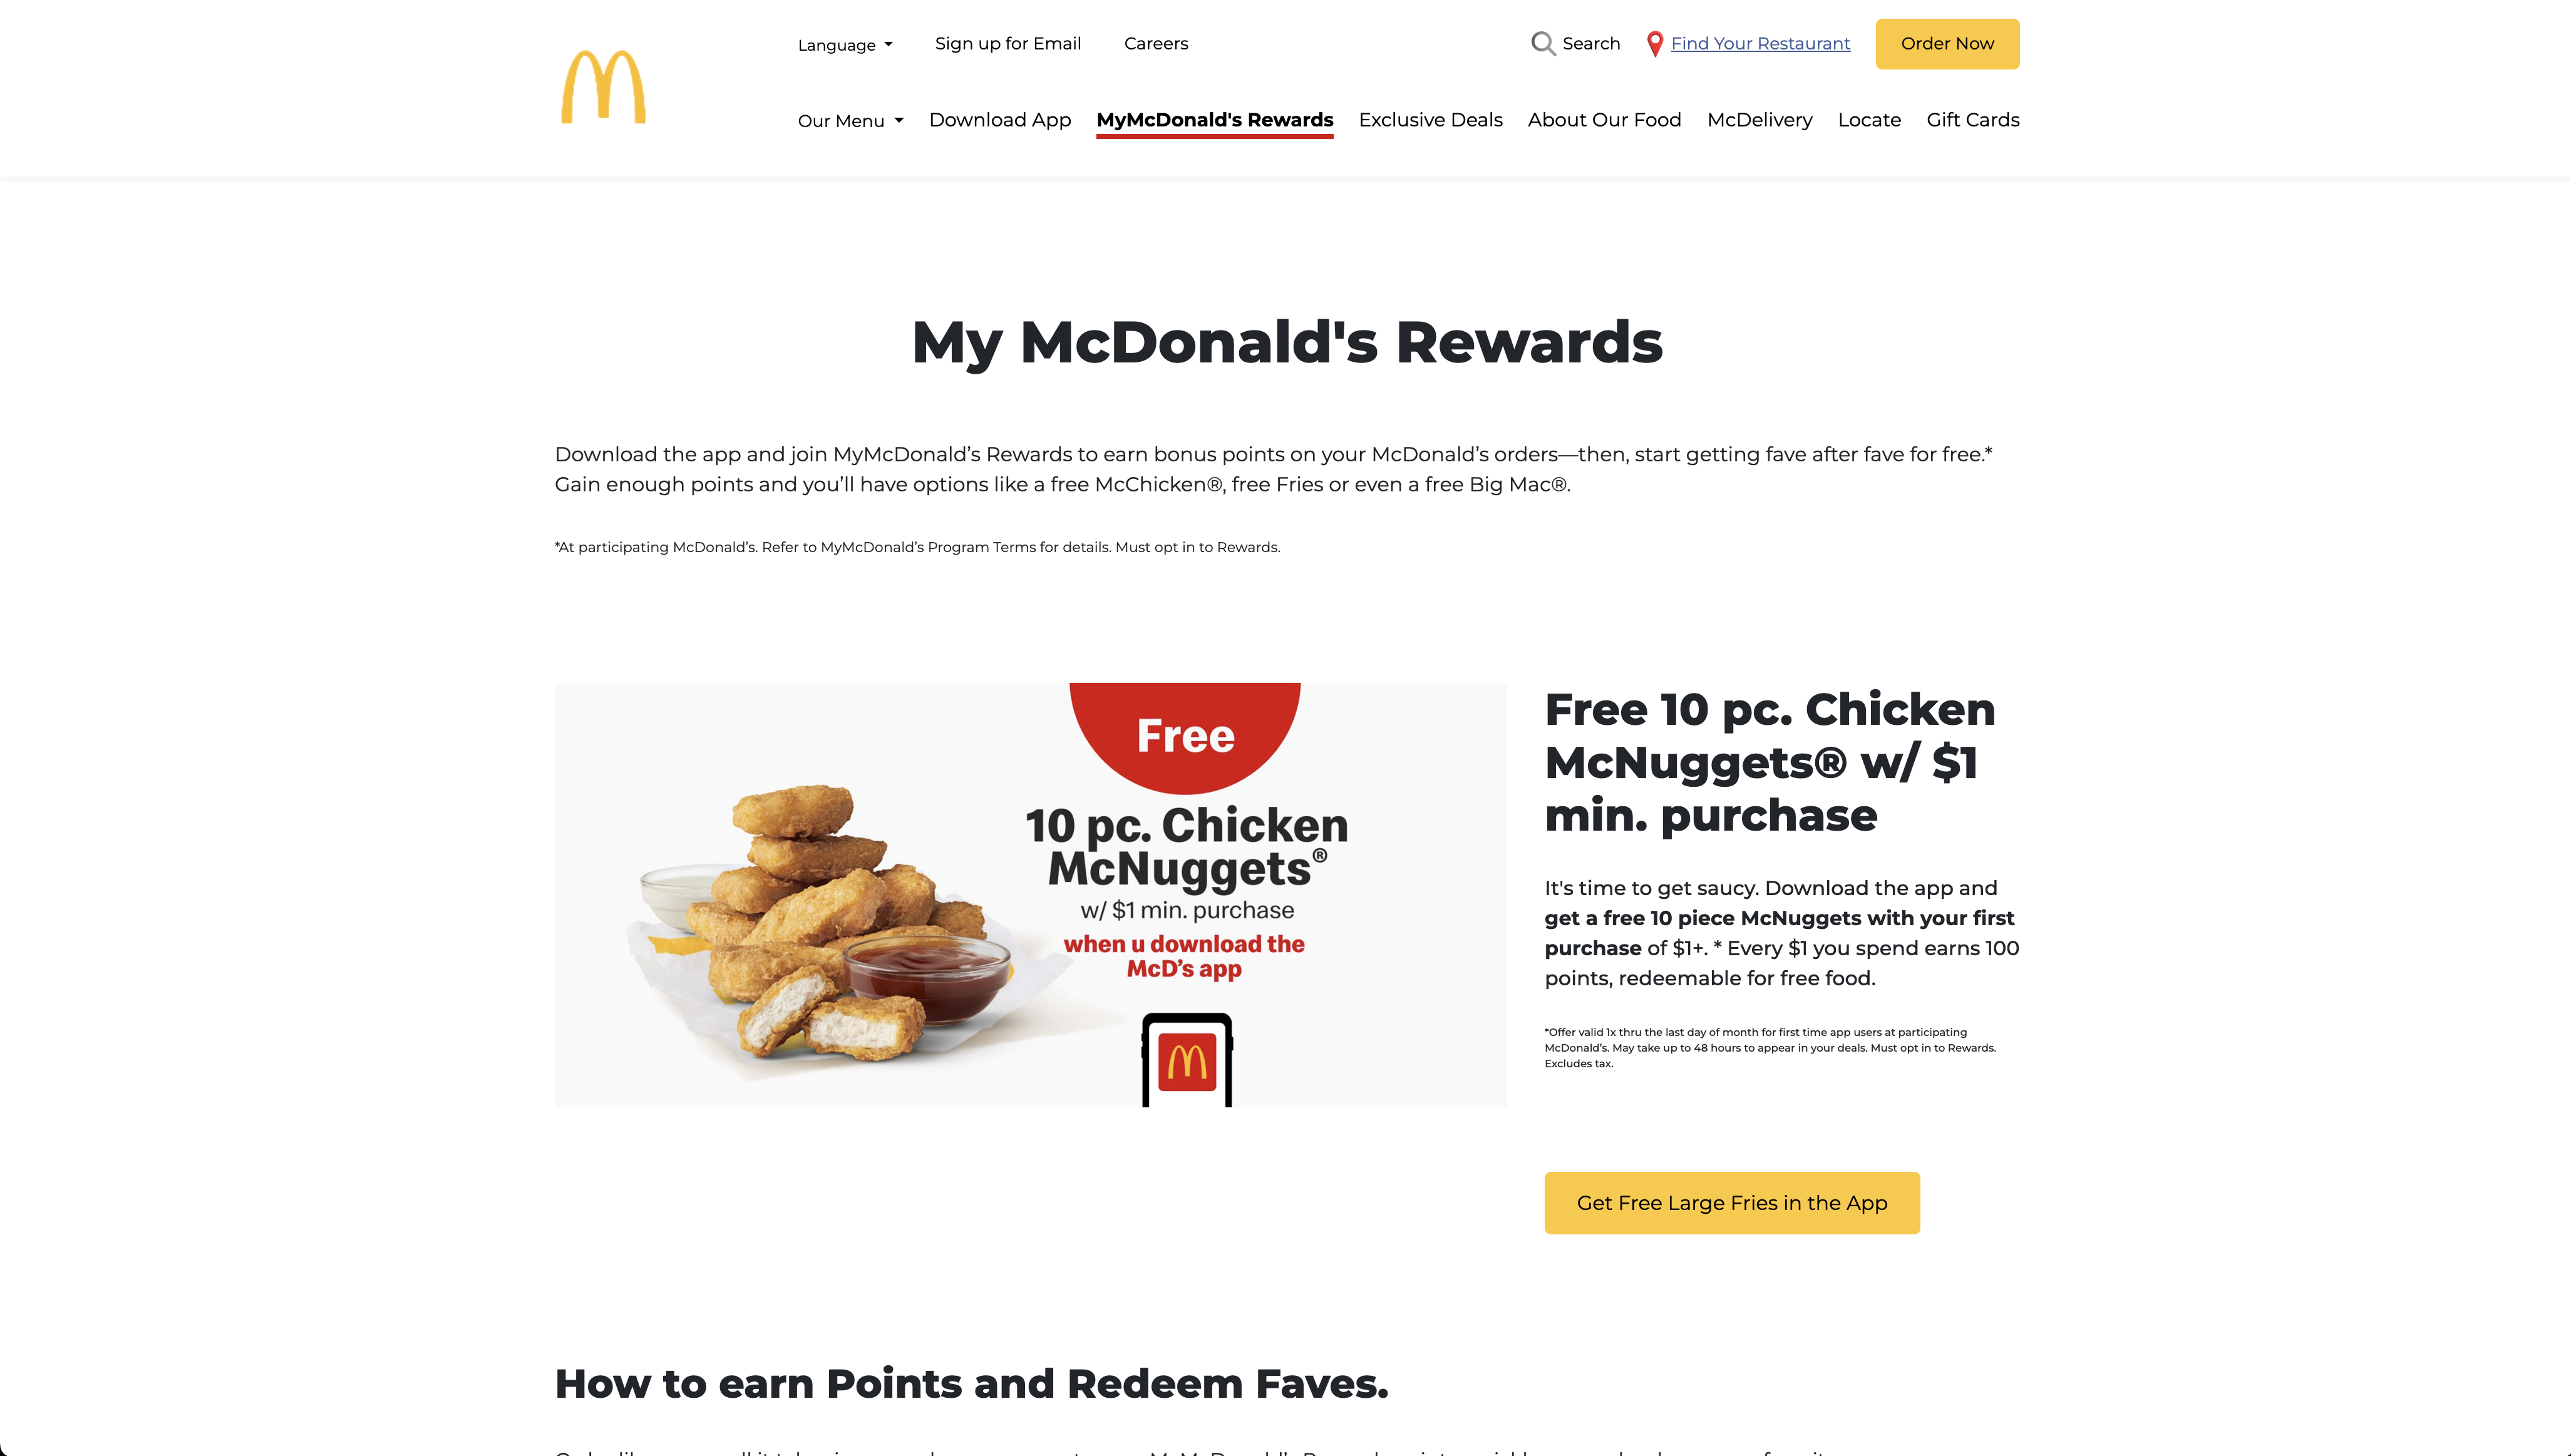 Language
Sign up for Email
Careers
Search
Find Your Restaurant
Order Now
Our Menu
Download App
MyMcDonald's Rewards
Exclusive Deals
About Our Food
McDelivery
Locate
Gift Cards
My McDonald's Rewards
Download the app and join MyMcDonald’s Rewards to earn bonus points on your McDonald’s orders—then, start getting fave after fave for free.*
Gain enough points and you’ll have options like a free McChicken®, free Fries or even a free Big Mac®.
*At participating McDonald’s. Refer to MyMcDonald’s Program Terms for details. Must opt in to Rewards.
Free
10 pc. Chicken
McNuggets®
w/ $1 min. purchase
when u download the
McD’s app
Free 10 pc. Chicken
McNuggets® w/ $1
min. purchase
It's time to get saucy. Download the app and
get a free 10 piece McNuggets with your first
purchase of $1+. * Every $1 you spend earns 100
points, redeemable for free food.
*Offer valid 1x thru the last day of month for first time app users at participating
McDonald’s. May take up to 48 hours to appear in your deals. Must opt in to Rewards.
Excludes tax.
Get Free Large Fries in the App
How to earn Points and Redeem Faves.